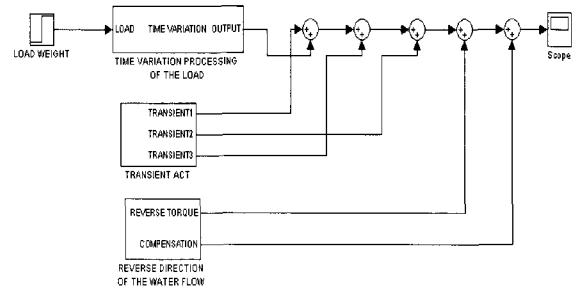 LOAD WEIGHT
LOAD TIME VARIATION OUTPUT
TIME VARIATION PROCESSING
OF THE LOAD
+
+
+
+
+
+
+
+
+
+
Scope
TRANSIENT1
TRANSIENT2
TRANSIENT3
TRANSIENT ACT
REVERSE TORQUE
COMPENSATION
REVERSE DIRECTION
OF THE WATER FLOW